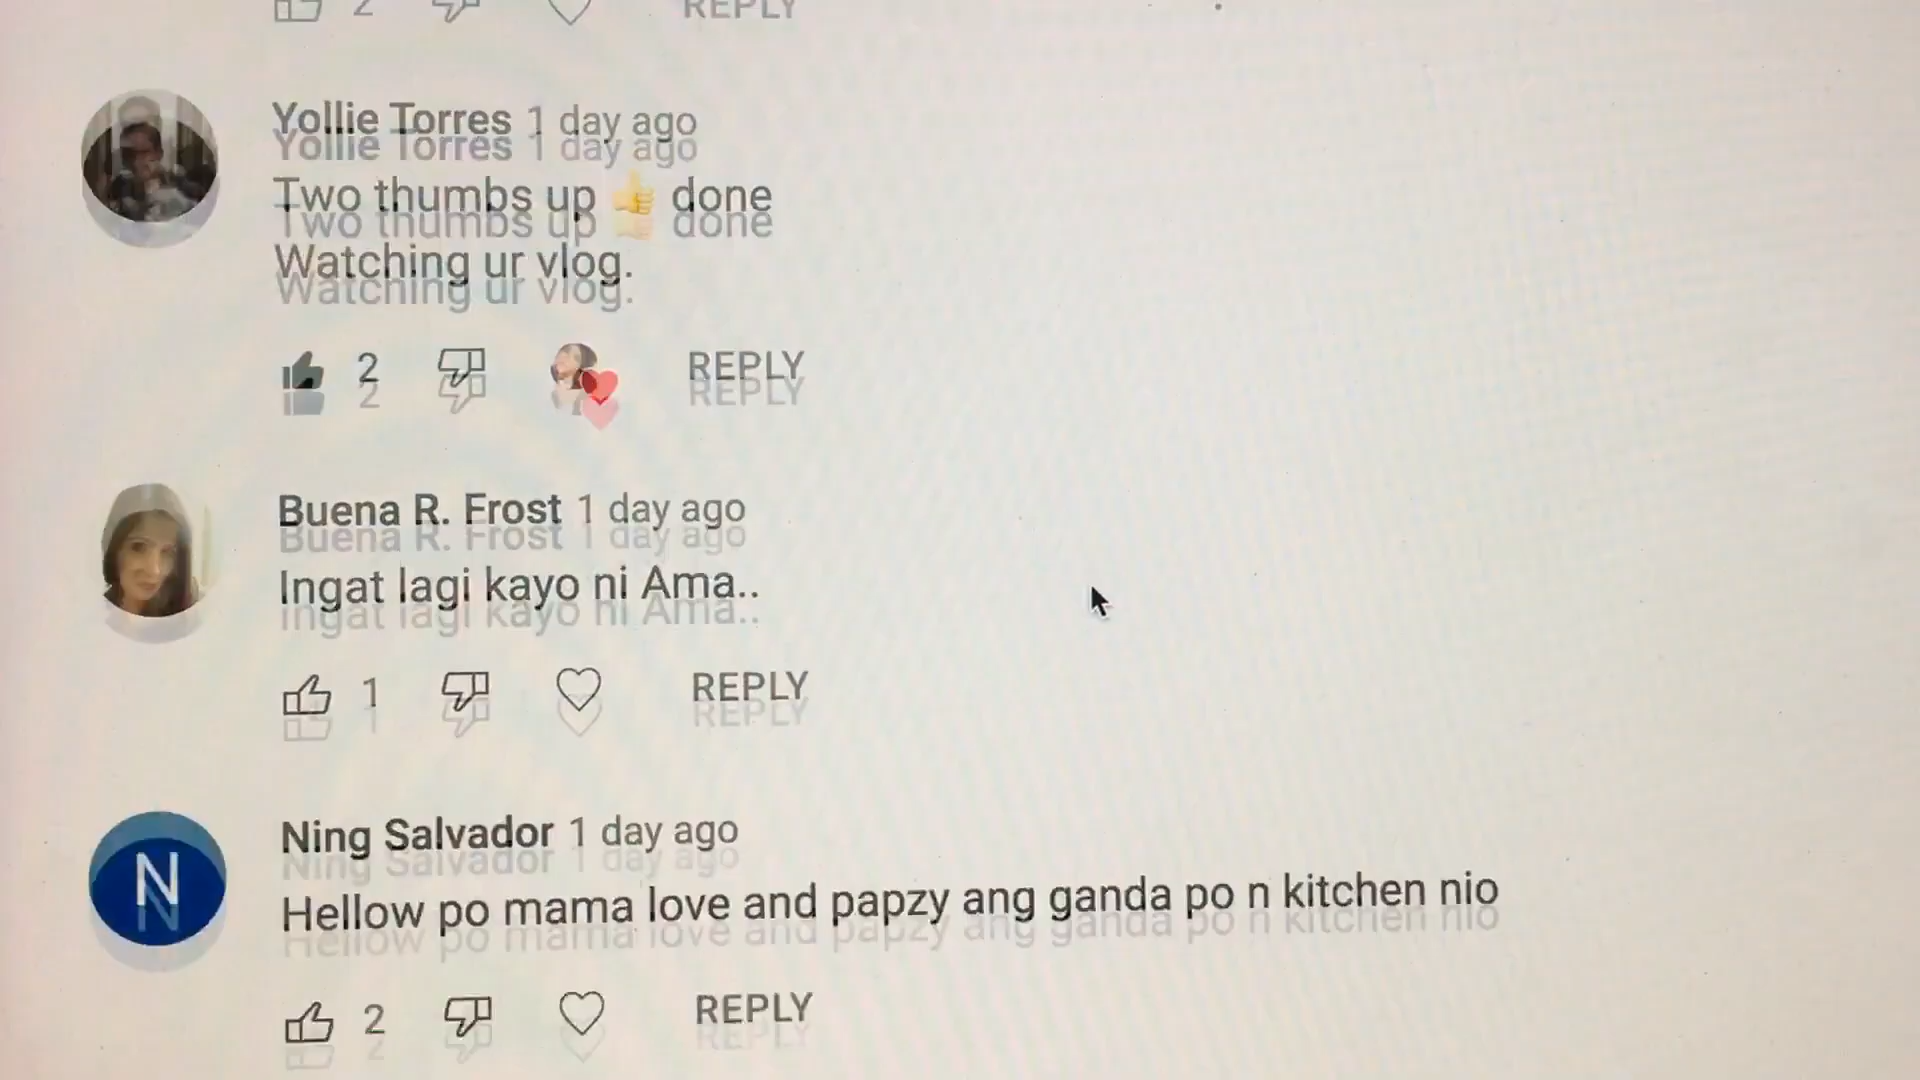 2 REPLY
Yollie Torres 1 day ago
Two thumbs up 👍 done
Watching ur vlog.
2 REPLY
Buena R. Frost 1 day ago
Ingat lagi kayo ni Ama..
1 REPLY
N
Ning Salvador 1 day ago
Hellow po mama love and papzy ang ganda po n kitchen nio
2 REPLY